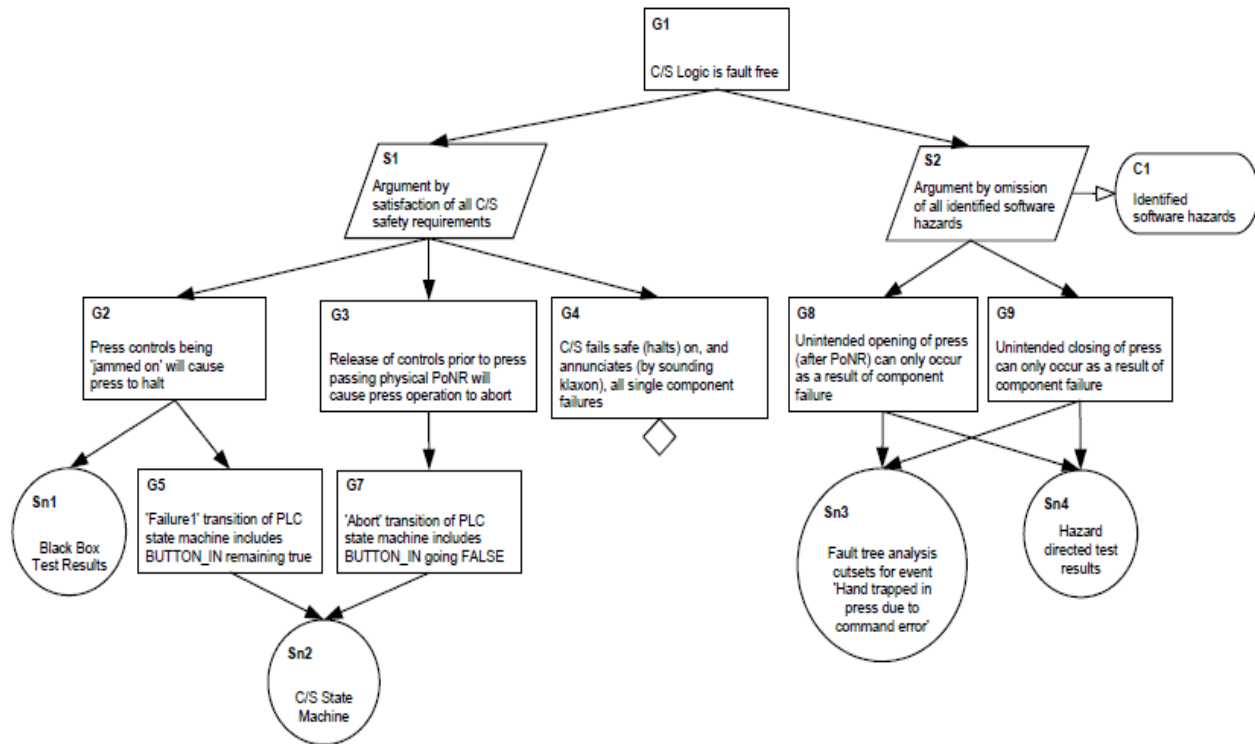 G1
C/S Logic is fault free
S1
Argument by
satisfaction of all C/S
safety requirements
S2
Argument by omission
of all identified software
hazards
C1
Identified
software hazards
G2
Press controls being
'jammed on' will cause
press to halt
G3
Release of controls prior to press
passing physical PoNR will
cause press operation to abort
G4
C/S fails safe (halts) on, and
annunciates (by sounding
klaxon), all single component
failures
G8
Unintended opening of press
(after PoNR) can only occur
as a result of component
failure
G9
Unintended closing of press
can only occur as a result of
component failure
Sn1
Black Box
Test Results
G5
'Failure1' transition of PLC
state machine includes
BUTTON_IN remaining true
G7
'Abort' transition of PLC
state machine includes
BUTTON_IN going FALSE
Sn3
Fault tree analysis
cutsets for event
'Hand trapped in
press due to
command error'
Sn4
Hazard
directed test
results
Sn2
C/S State
Machine